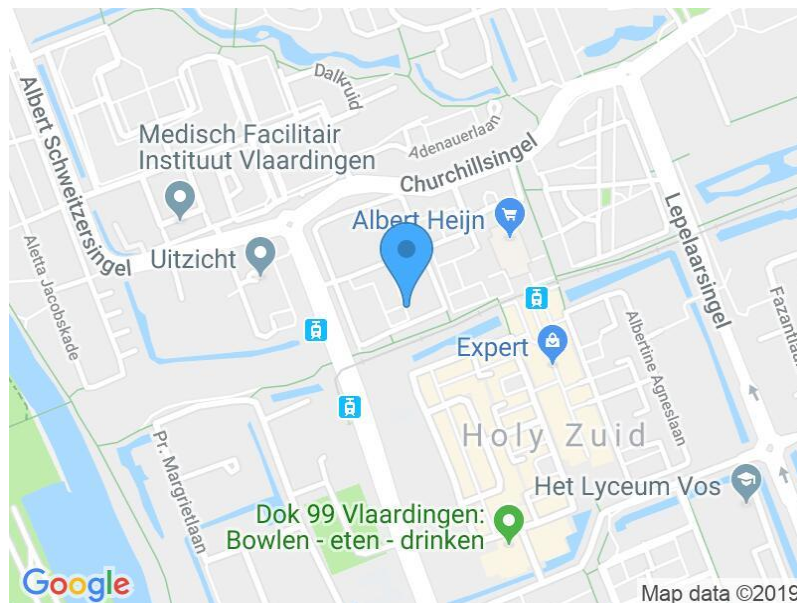 Dalkruid
Albert Schweitzersingel
Adenauerlaan
Medisch Facilitair
Instituut Vlaardingen
Churchillsingel
Albert Heijn
Lepelaarsingel
Uitzicht
Aletta Jacobskade
Expert
Albertine Agneslaan
Holy Zuid
Pr. Margrietlaan
Het Lyceum Vos
Dok 99 Vlaardingen:
Bowlen - eten - drinken
Google
Map data ©2019